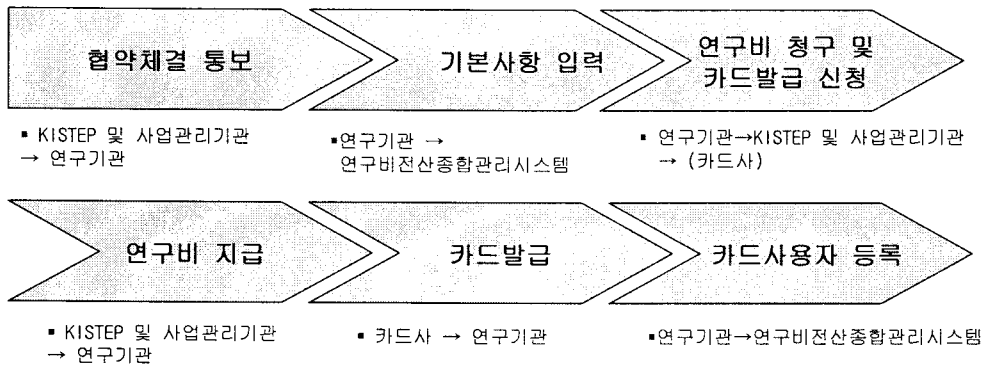 협약체결 통보
기본사항 입력
연구비 청구 및
카드발급 신청
▪ KISTEP 및 사업관리기관
→ 연구기관
▪연구기관 →
연구비전산종합관리시스템
▪ 연구기관→KISTEP 및 사업관리기관
→ (카드사)
연구비 지급
카드발급
카드사용자 등록
▪ KISTEP 및 사업관리기관
→ 연구기관
▪ 카드사 → 연구기관
▪연구기관→연구비전산종합관리시스템